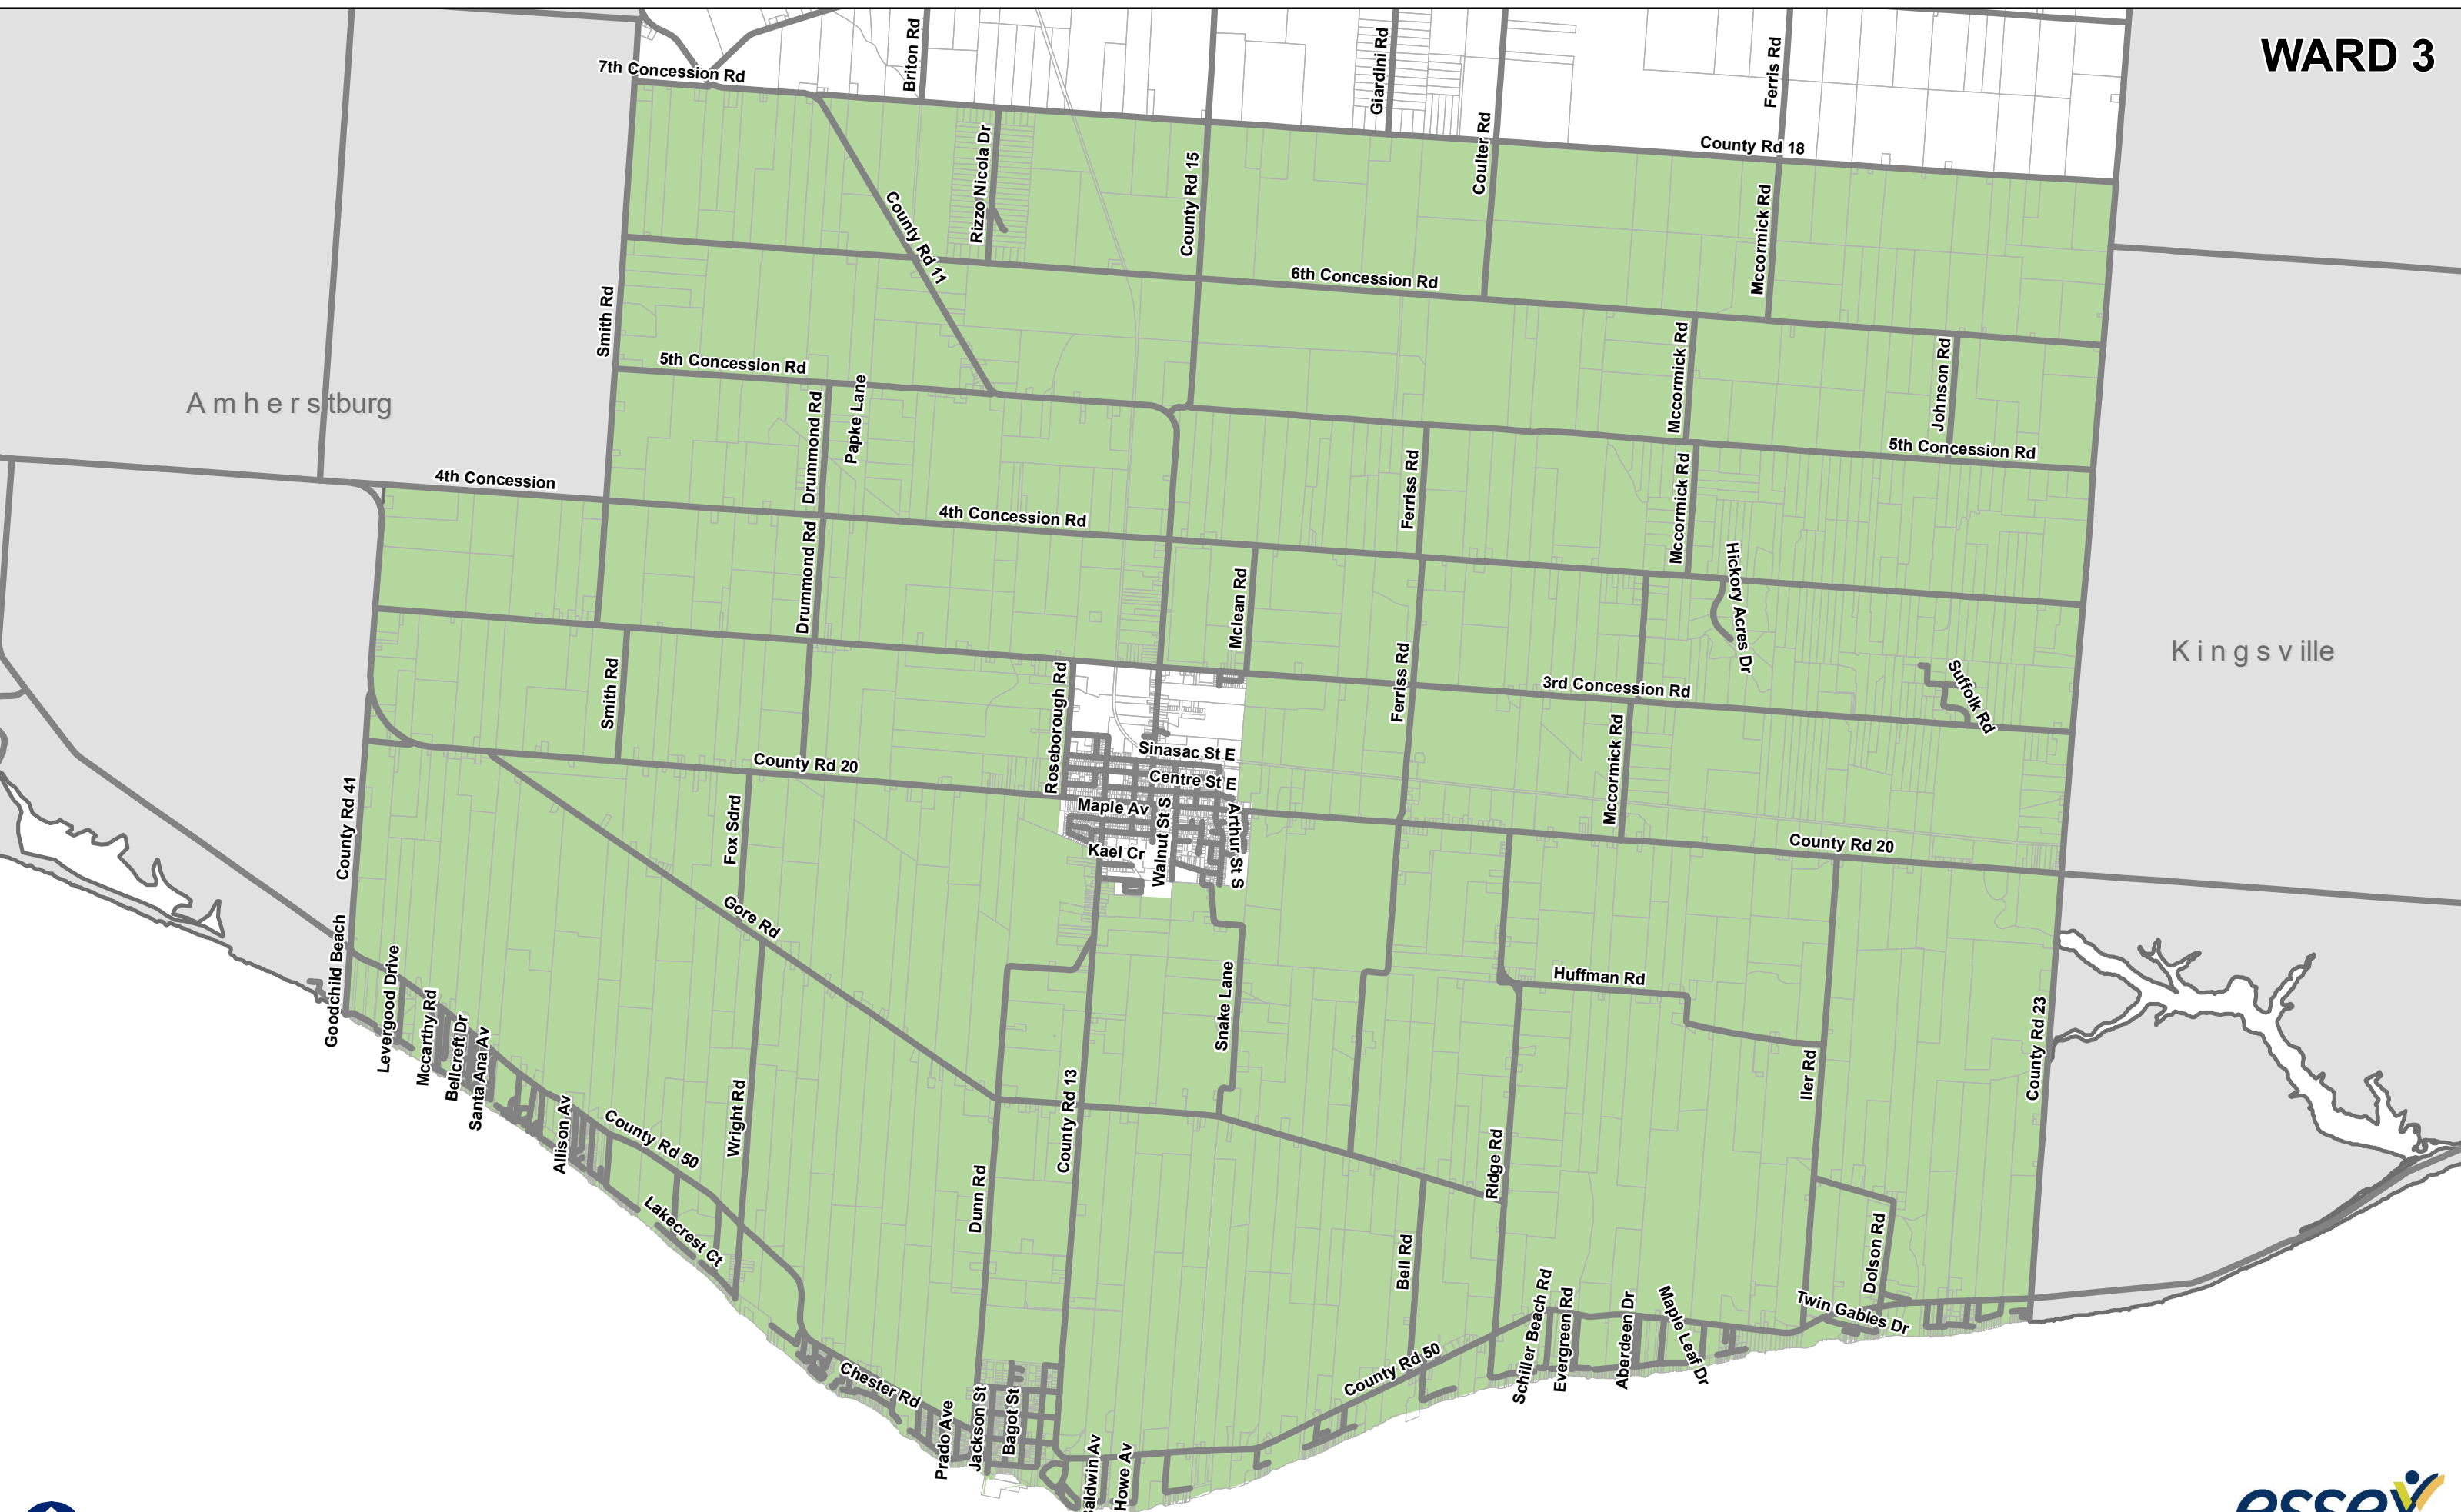 WARD 3
7th Concession Rd
Briton Rd
Giardini Rd
Ferris Rd
County Rd 18
Coulter Rd
Rizzo Nicola Dr
County Rd 15
Mccormick Rd
County Rd 11
6th Concession Rd
Smith Rd
5th Concession Rd
Drummond Rd
Papke Lane
Mccormick Rd
Johnson Rd
5th Concession Rd
Amherstburg
4th Concession
4th Concession Rd
Ferriss Rd
Mccormick Rd
Drummond Rd
Mclean Rd
Hickory Acres Dr
Kingsville
Smith Rd
Roseborough Rd
Ferriss Rd
3rd Concession Rd
Suffolk Rd
Sinasac St E
County Rd 20
Centre St E
Maple Av
Mccormick Rd
County Rd 41
Fox Sdrd
Kael Cr
Walnut St S
Arthur St S
County Rd 20
Gore Rd
Goodchild Beach
Levergood Drive
Mccarthy Rd
Bellcreft Dr
Santa Ana Av
Snake Lane
Huffman Rd
County Rd 23
Iler Rd
Allison Av
County Rd 50
Wright Rd
County Rd 13
Ridge Rd
Dunn Rd
Lakecrest Ct
Bell Rd
Dolson Rd
Schiller Beach Rd
Evergreen Rd
Aberdeen Dr
Maple Leaf Dr
Twin Gables Dr
Chester Rd
County Rd 50
Prado Ave
Jackson St
Bagot St
aldwin Av
Howe Av
essex